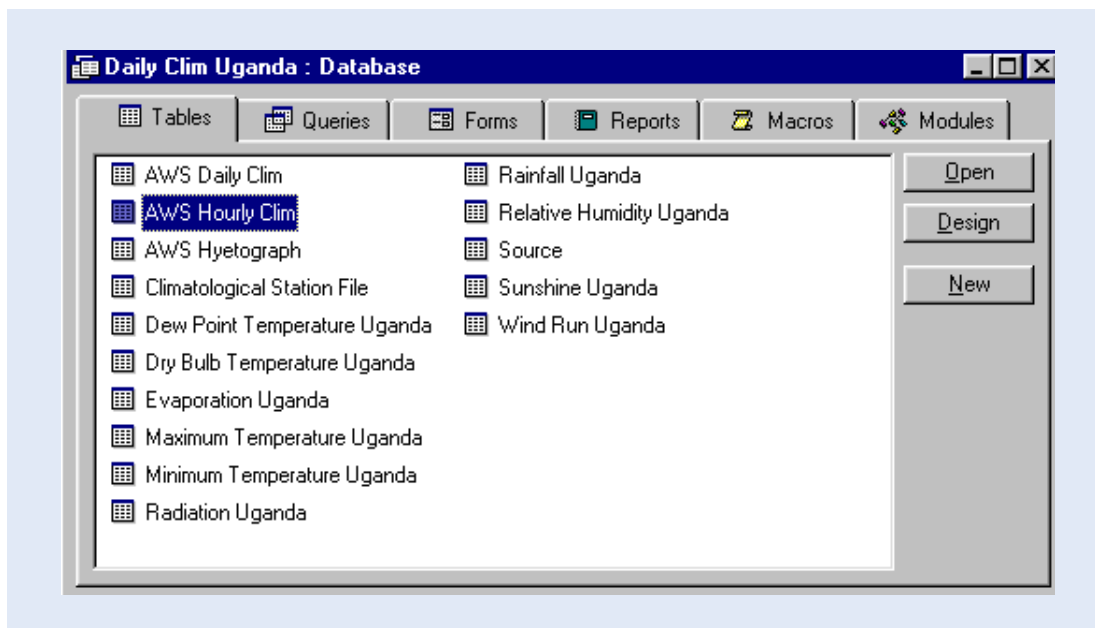 Daily Clim Uganda : Database
Tables Queries Forms Reports Macros Modules
AWS Daily Clim
AWS Hourly Clim
AWS Hyetograph
Climatological Station File
Dew Point Temperature Uganda
Dry Bulb Temperature Uganda
Evaporation Uganda
Maximum Temperature Uganda
Minimum Temperature Uganda
Radiation Uganda
Rainfall Uganda
Relative Humidity Uganda
Source
Sunshine Uganda
Wind Run Uganda
Open
Design
New